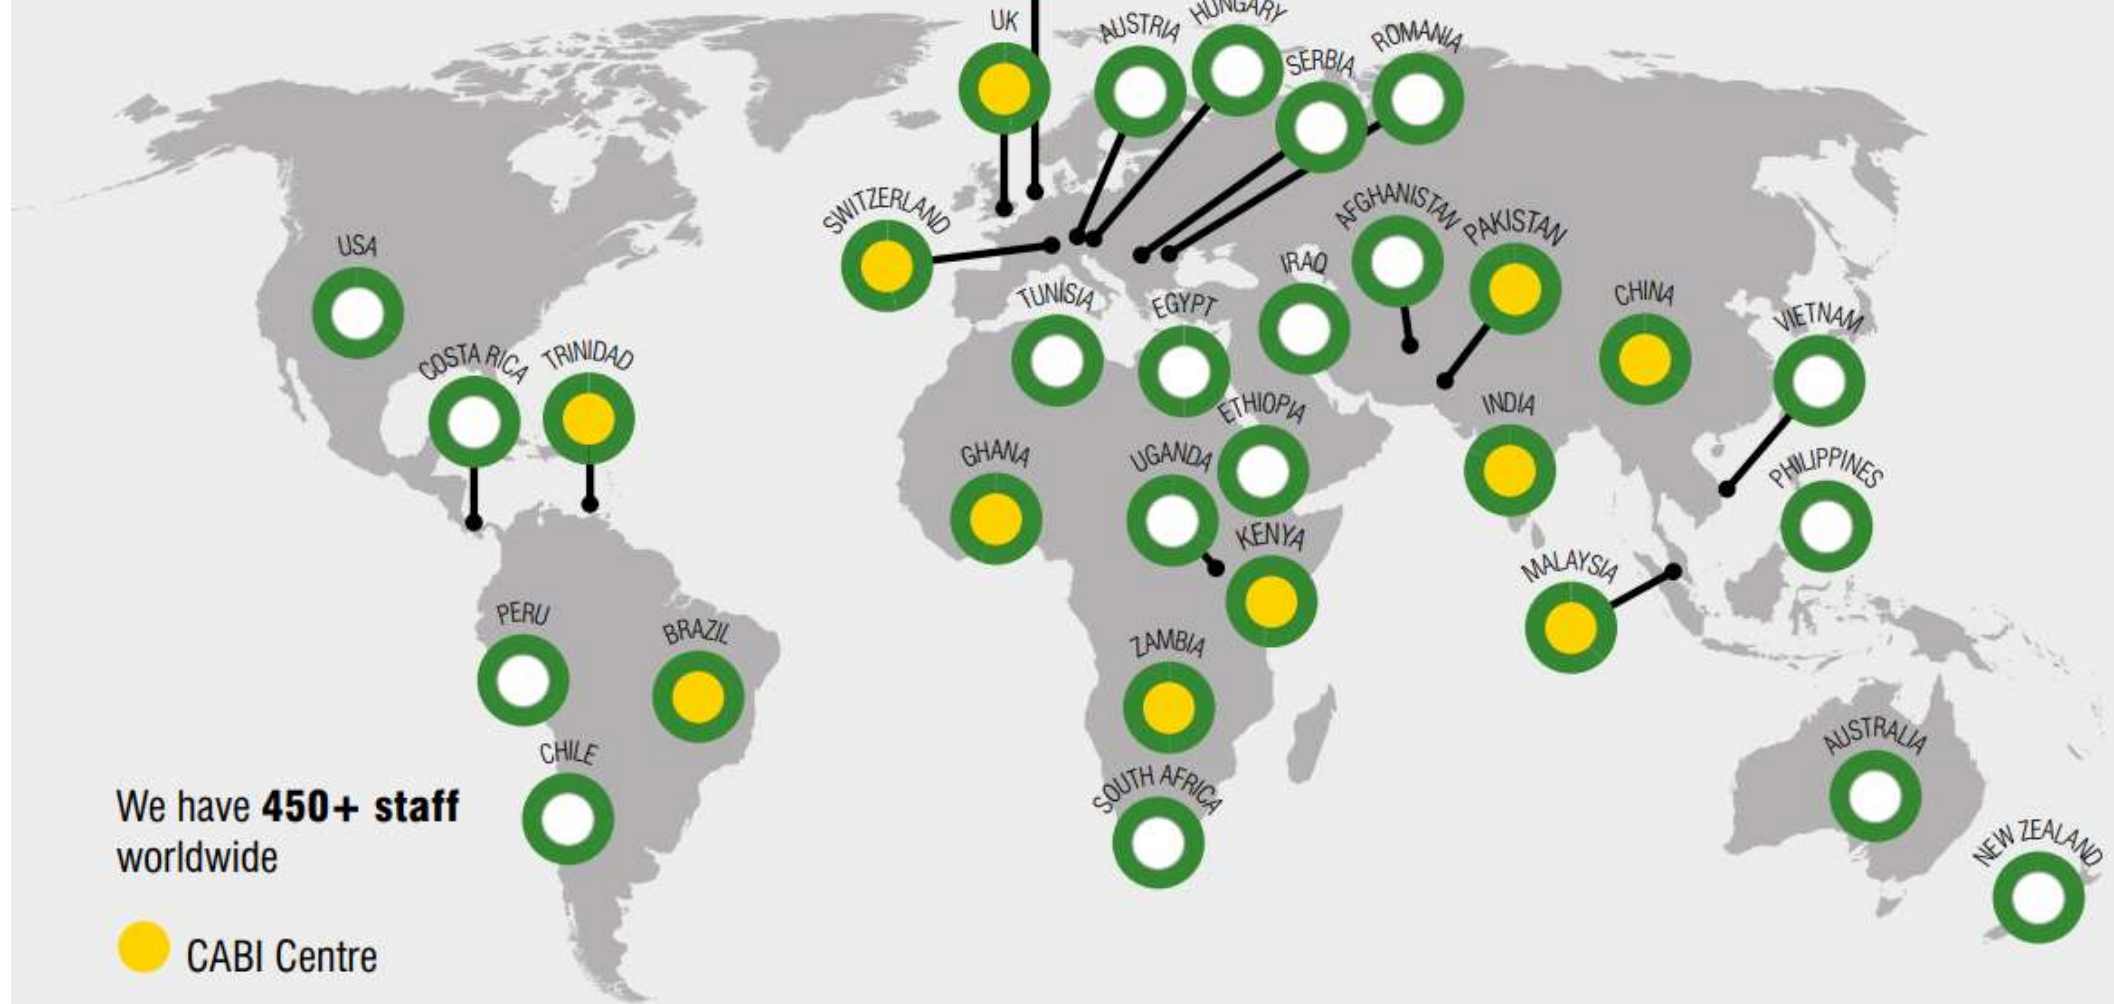 UK
AUSTRIA
HUNGARY
SERBIA
ROMANIA
SWITZERLAND
AFGHANISTAN
PAKISTAN
USA
IRAQ
TUNISIA
EGYPT
CHINA
VIETNAM
COSTA RICA
TRINIDAD
ETHIOPIA
INDIA
GHANA
UGANDA
PHILIPPINES
KENYA
MALAYSIA
PERU
BRAZIL
ZAMBIA
CHILE
SOUTH AFRICA
AUSTRALIA
NEW ZEALAND
We have 450+ staff
worldwide
CABI Centre